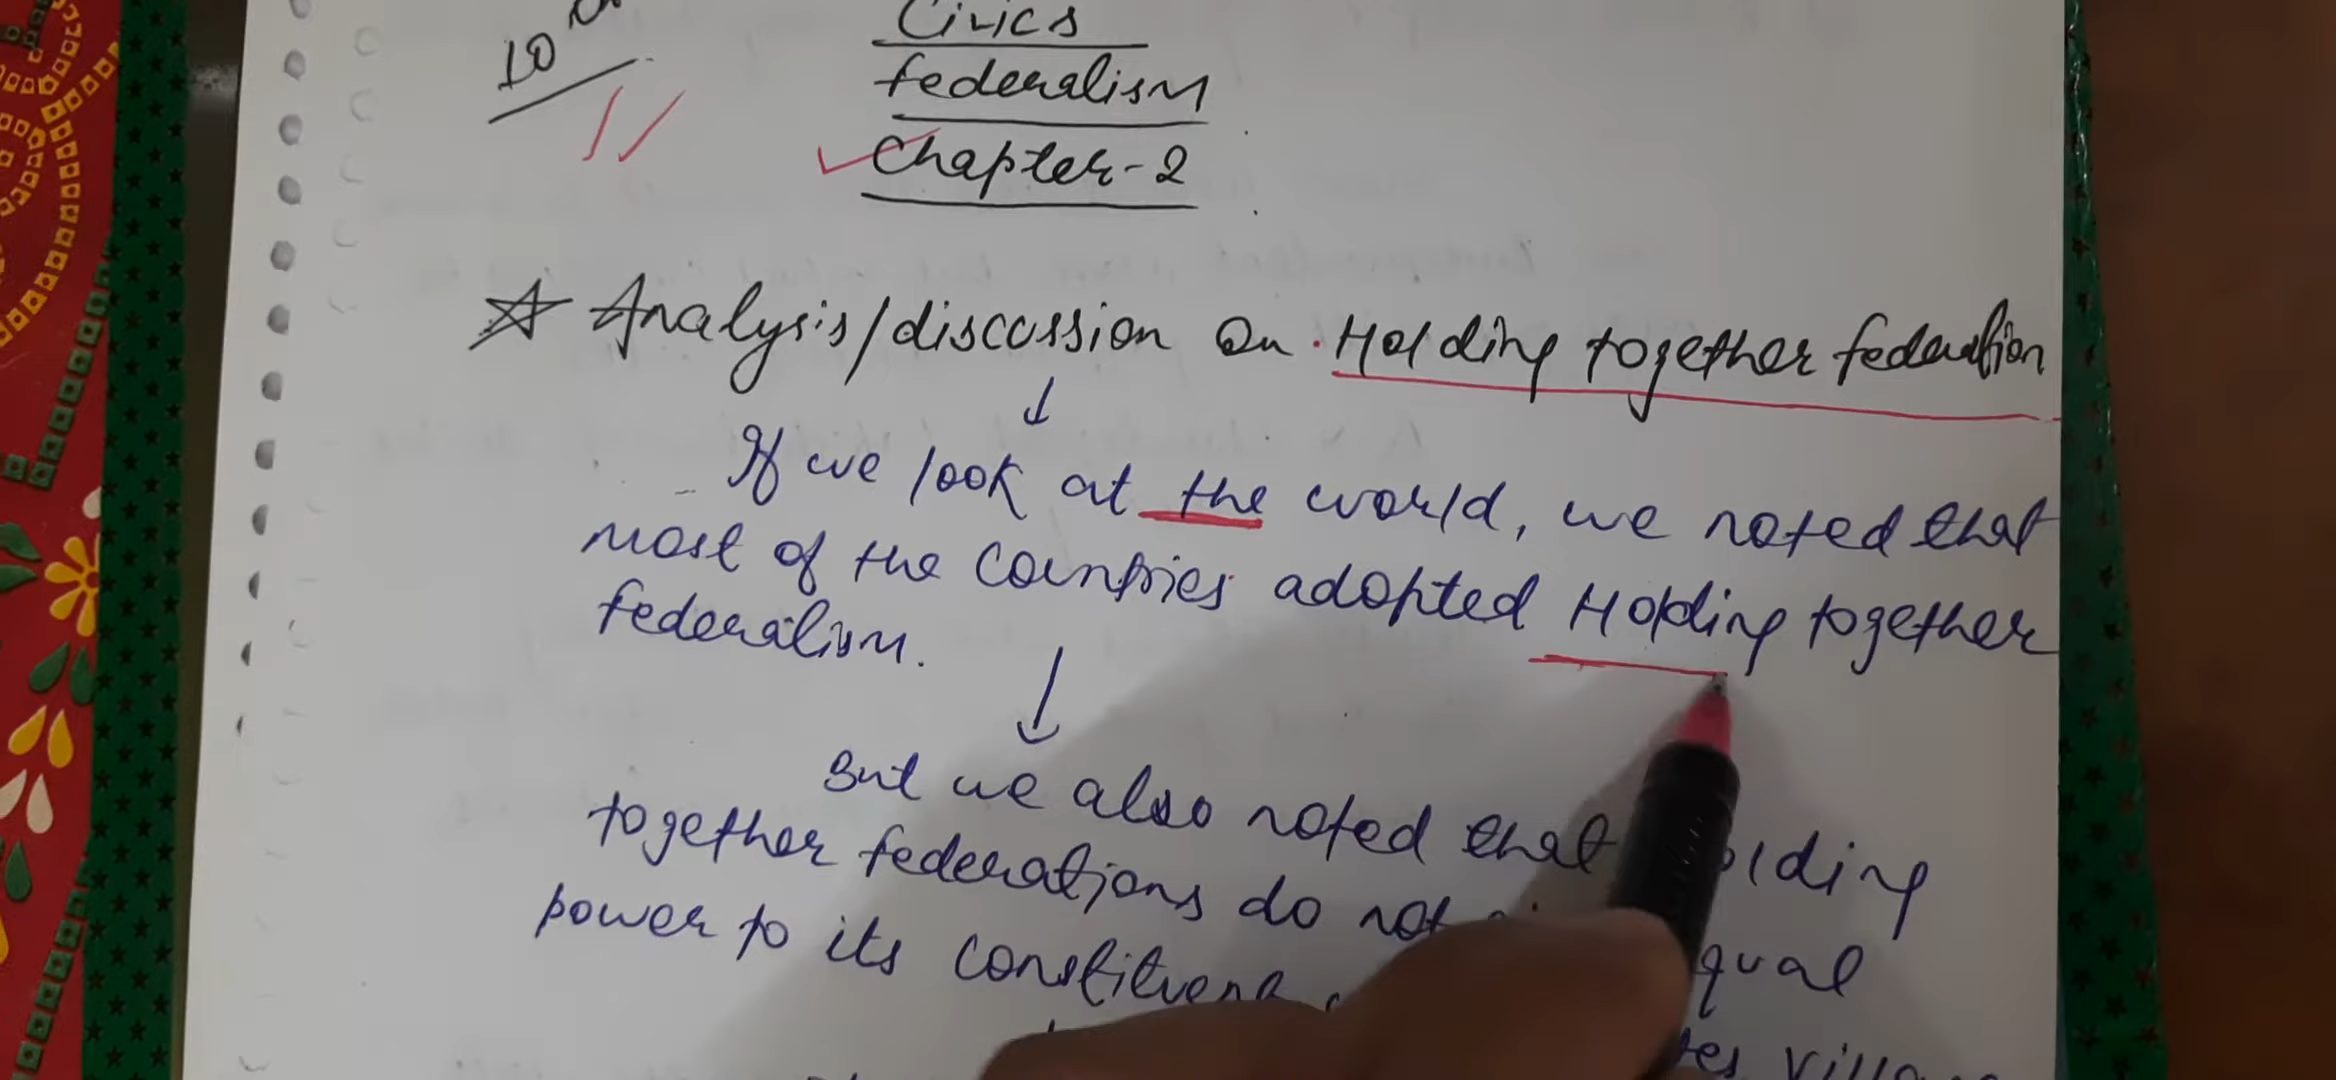 10th
Civics
federalism
Chapter-2
Analysis/discussion on Holding together federation
If we look at the world, we noted that
most of the countries adopted Holding together
federalism.
But we also noted that
together federations do not
power to its